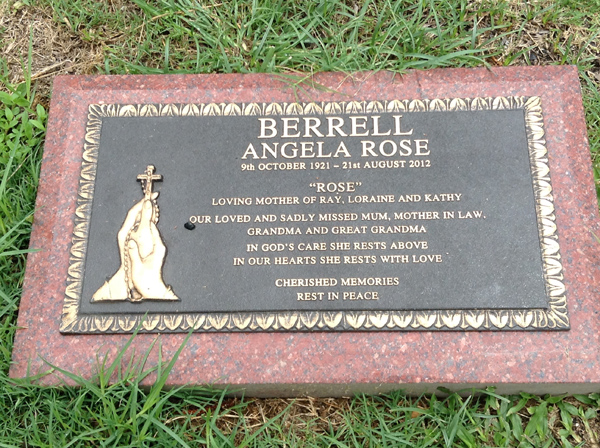 BERRELL
ANGELA ROSE
9th OCTOBER 1921 – 21st AUGUST 2012
“ROSE”
LOVING MOTHER OF RAY, LORAINE AND KATHY
OUR LOVED AND SADLY MISSED MUM, MOTHER IN LAW,
GRANDMA AND GREAT GRANDMA
IN GOD'S CARE SHE RESTS ABOVE
IN OUR HEARTS SHE RESTS WITH LOVE
CHERISHED MEMORIES
REST IN PEACE